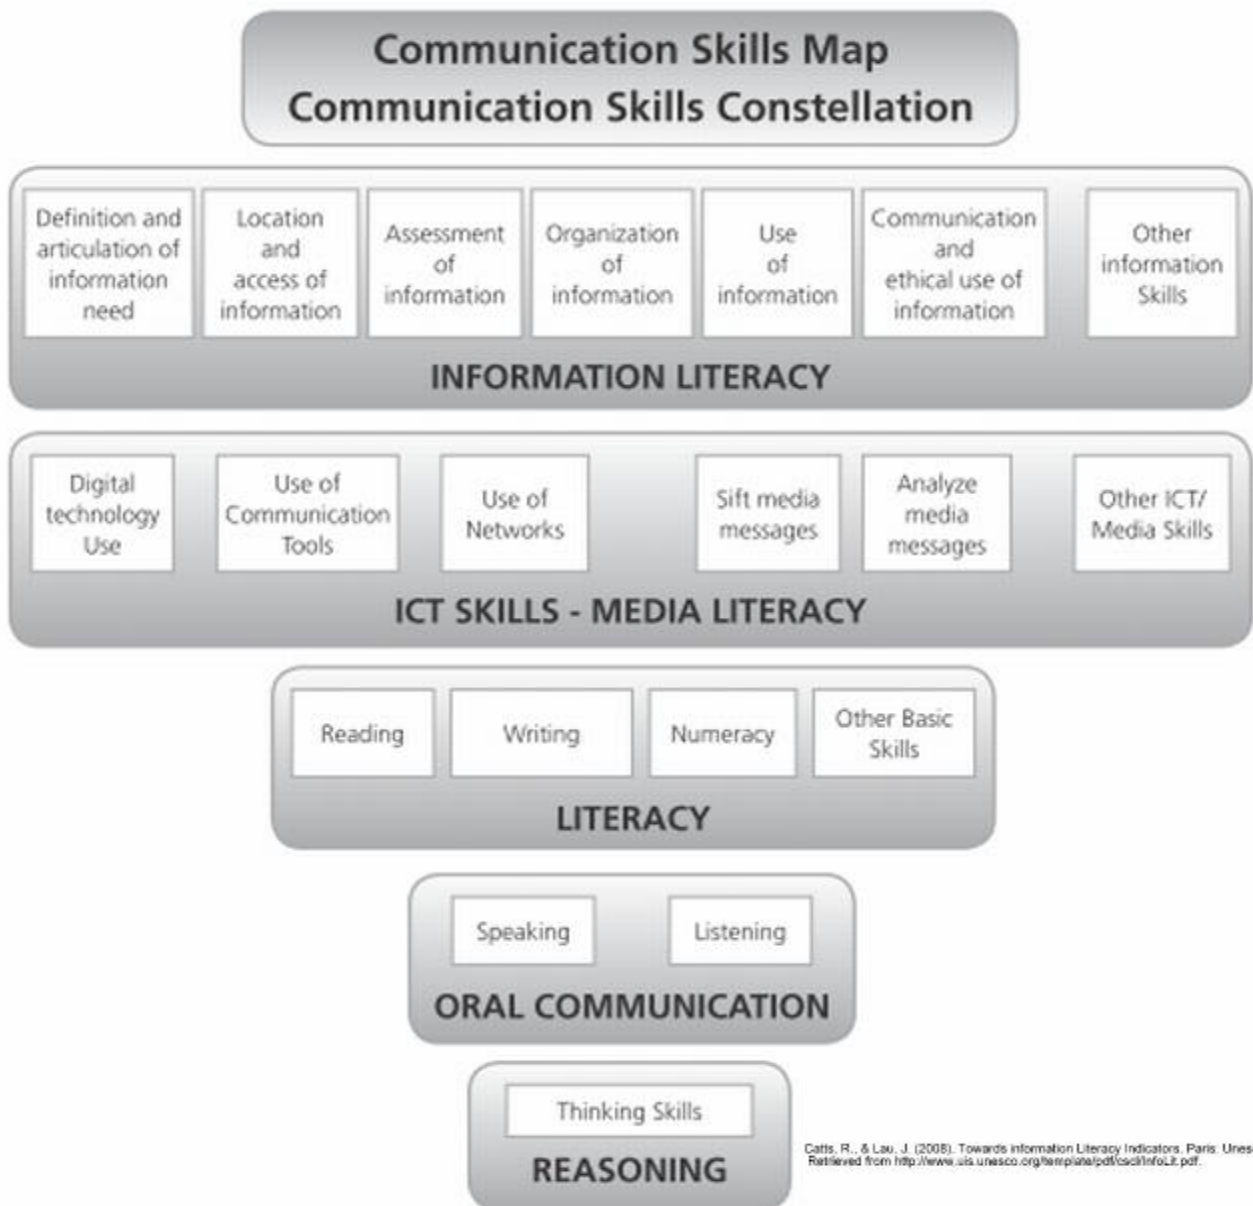 Communication Skills Map
Communication Skills Constellation
Definition and
articulation of
information
need
Location
and
access of
information
Assessment
of
information
Organization
of
information
Use
of
information
Communication
and
ethical use of
information
Other
information
Skills
INFORMATION LITERACY
Digital
technology
Use
Use of
Communication
Tools
Use of
Networks
Sift media
messages
Analyze
media
messages
Other ICT/
Media Skills
ICT SKILLS - MEDIA LITERACY
Reading
Writing
Numeracy
Other Basic
Skills
LITERACY
Speaking
Listening
ORAL COMMUNICATION
Thinking Skills
REASONING
Catts, R., & Lau, J. (2008). Towards information Literacy Indicators. Paris: Unes
Retrieved from http://www.uis.unesco.org/template/pdf/cscl/InfoLit.pdf.